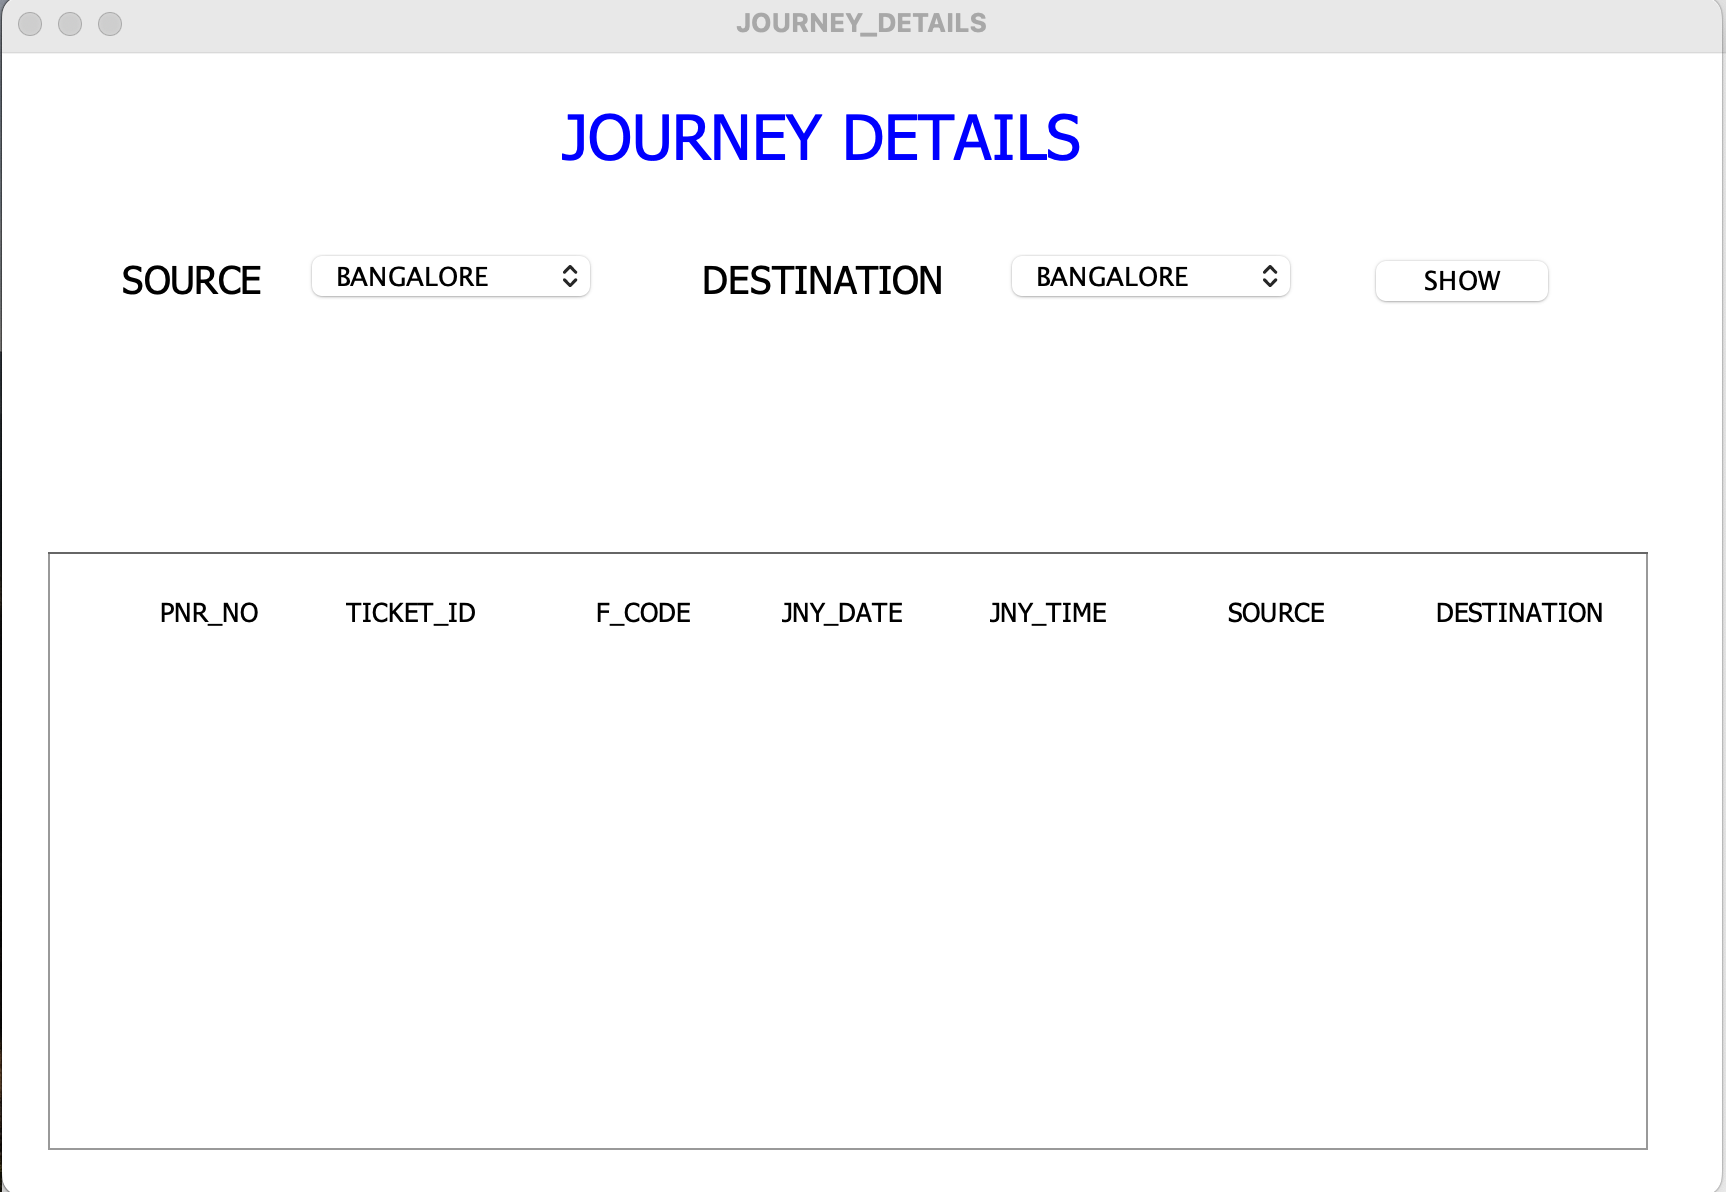 JOURNEY_DETAILS
JOURNEY DETAILS
SOURCE BANGALORE DESTINATION BANGALORE SHOW
PNR_NO TICKET_ID F_CODE JNY_DATE JNY_TIME SOURCE DESTINATION